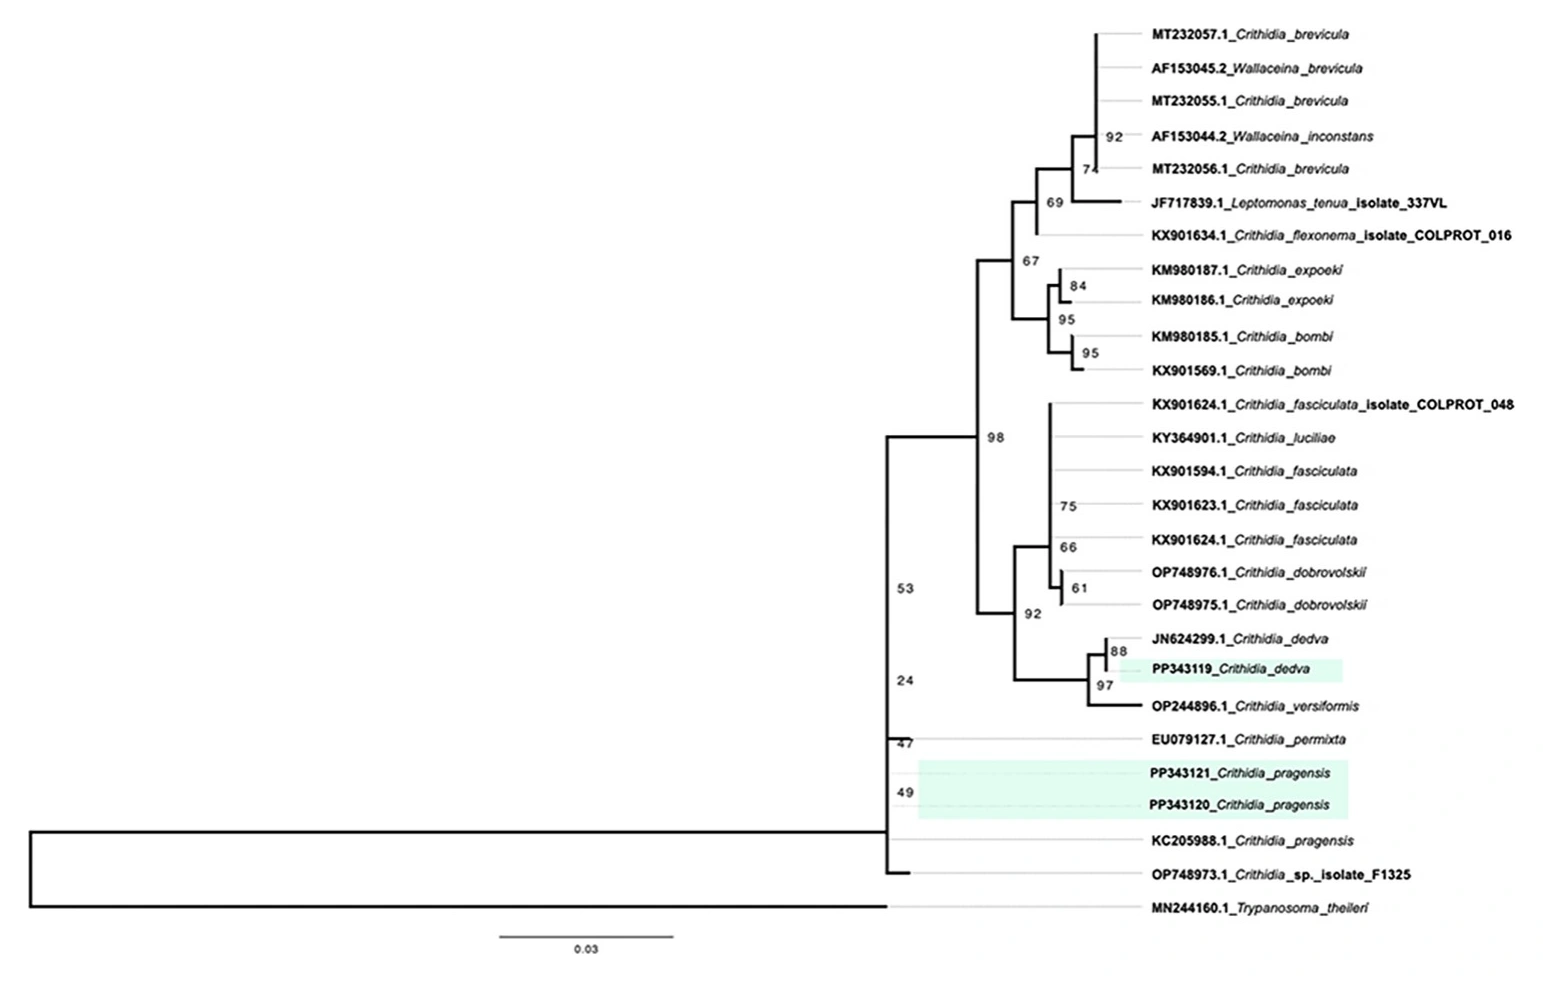 MT232057.1_Crithidia_brevicula
AF153045.2_Wallaceina_brevicula
MT232055.1_Crithidia_brevicula
92
AF153044.2_Wallaceina_inconstans
74
MT232056.1_Crithidia_brevicula
69
JF717839.1_Leptomonas_tenua_isolate_337VL
KX901634.1_Crithidia_flexonema_isolate_COLPROT_016
67
KM980187.1_Crithidia_expoeki
84
KM980186.1_Crithidia_expoeki
95
KM980185.1_Crithidia_bombi
95
KX901569.1_Crithidia_bombi
KX901624.1_Crithidia_fasciculata_isolate_COLPROT_048
98
KY364901.1_Crithidia_luciliae
KX901594.1_Crithidia_fasciculata
75
KX901623.1_Crithidia_fasciculata
KX901624.1_Crithidia_fasciculata
66
OP748976.1_Crithidia_dobrovolskii
53
61
OP748975.1_Crithidia_dobrovolskii
92
JN624299.1_Crithidia_dedva
88
PP343119_Crithidia_dedva
24
97
OP244896.1_Crithidia_versiformis
47
EU079127.1_Crithidia_permixta
PP343121_Crithidia_pragensis
49
PP343120_Crithidia_pragensis
KC205988.1_Crithidia_pragensis
OP748973.1_Crithidia_sp._isolate_F1325
MN244160.1_Trypanosoma_theileri
0.03